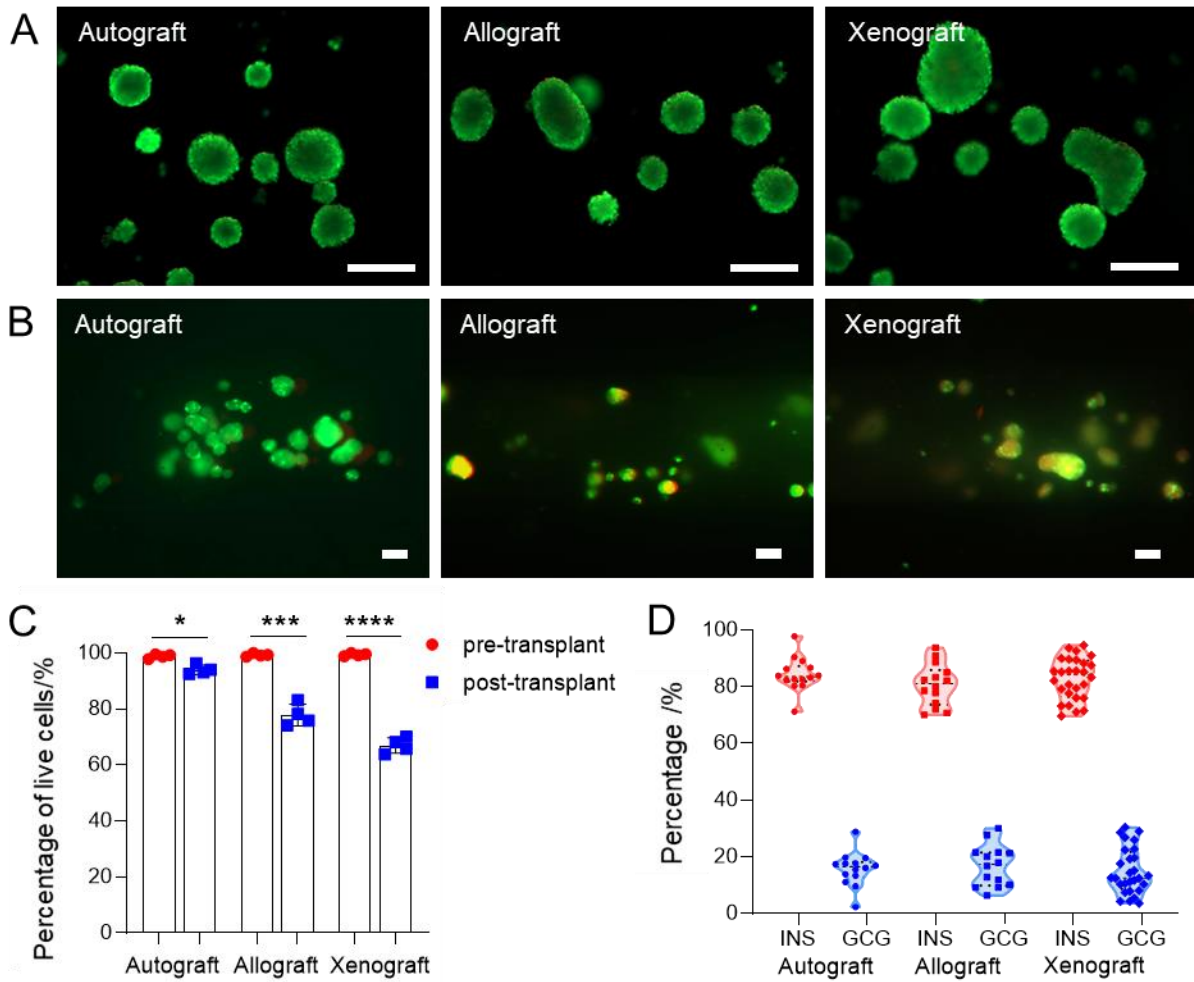 A
Autograft
Allograft
Xenograft
B
Autograft
Allograft
Xenograft
C
Percentage of live cells/%
100
80
60
40
20
0
*
***
****
pre-transplant
post-transplant
Autograft
Allograft
Xenograft
D
Percentage /%
100
80
60
40
20
0
INS GCG INS GCG INS GCG
Autograft Allograft Xenograft